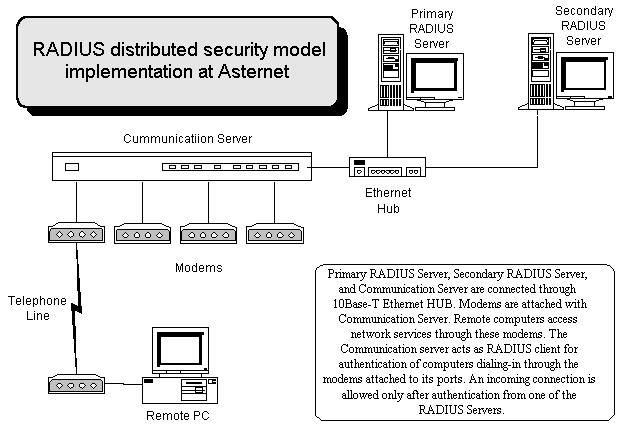 RADIUS distributed security model
implementation at Asternet
Primary
RADIUS
Server
Secondary
RADIUS
Server
Cummunicatiion Server
Ethernet
Hub
Modems
Telephone
Line
Remote PC
Primary RADIUS Server, Secondary RADIUS Server,
and Communication Server are connected through
10Base-T Ethernet HUB. Modems are attached with
Communication Server. Remote computers access
network services through these modems. The
Communication server acts as RADIUS client for
authentication of computers dialing-in through the
modems attached to its ports. An incoming connection is
allowed only after authentication from one of the
RADIUS Servers.